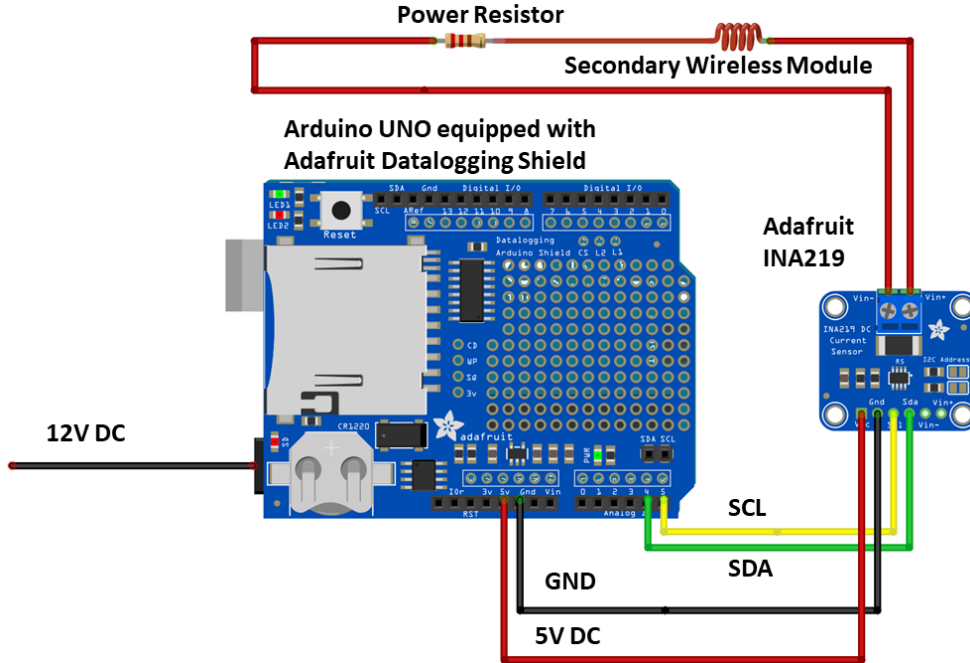 Power Resistor
Secondary Wireless Module
Arduino UNO equipped with
Adafruit Datalogging Shield
SDA Gnd Digital I/O Digital I/O
LED1 SCL ARef 13 12 11 10 9 8 7 6 5 4 3 2 1 0
LED2
Reset
Datalogging
Arduino Shield CS L2 L1
Adafruit
INA219
Vin- Vin+
INA219 DC
Current
Sensor
RS I2C Address
CD
WP
SQ
3v
Gnd Sda Vin+
Vin-
12V DC
CR1220
adafruit
SD
PWR
SDA SCL
IOr 3v 5v Gnd Vin 0 1 2 3 4 5
RST Analog
SCL
SDA
GND
5V DC